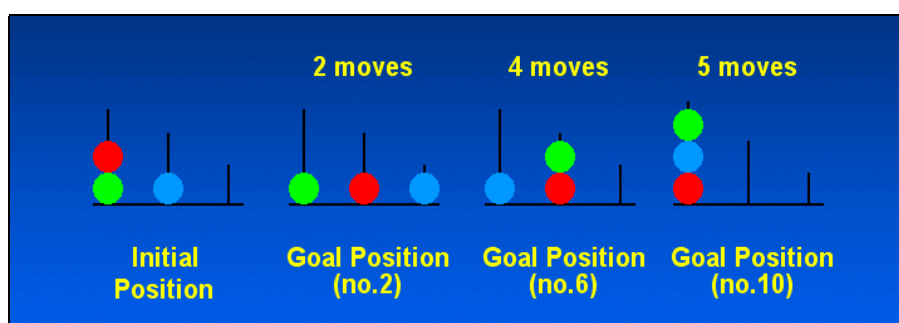 2 moves
4 moves
5 moves
Initial
Position
Goal Position
(no.2)
Goal Position
(no.6)
Goal Position
(no.10)